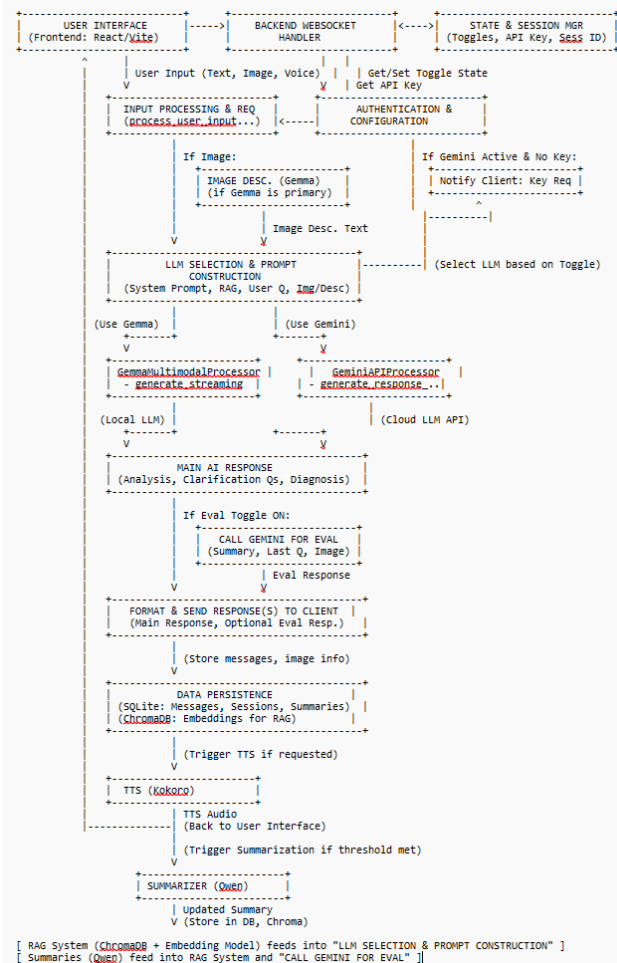 USER INTERFACE BACKEND WEBSOCKET STATE & SESSION MGR
(Frontend: React/Vite) HANDLER (Toggles, API Key, Sess ID)
User Input (Text, Image, Voice) Get/Set Toggle State
Get API Key
INPUT PROCESSING & REQ AUTHENTICATION &
(process_user_input...) CONFIGURATION
If Image: If Gemini Active & No Key:
IMAGE DESC. (Gemma) Notify Client: Key Req
(if Gemma is primary)
Image Desc. Text
LLM SELECTION & PROMPT (Select LLM based on Toggle)
CONSTRUCTION
(System Prompt, RAG, User Q, Img/Desc)
(Use Gemma) (Use Gemini)
GemmaMultimodalProcessor GeminiAPIProcessor
- generate_streaming - generate_response_..
(Local LLM) (Cloud LLM API)
MAIN AI RESPONSE
(Analysis, Clarification Qs, Diagnosis)
If Eval Toggle ON:
CALL GEMINI FOR EVAL
(Summary, Last Q, Image)
Eval Response
FORMAT & SEND RESPONSE(S) TO CLIENT
(Main Response, Optional Eval Resp.)
(Store messages, image info)
DATA PERSISTENCE
(SQLite: Messages, Sessions, Summaries)
(ChromaDB: Embeddings for RAG)
(Trigger TTS if requested)
TTS (Kokoro)
TTS Audio
(Back to User Interface)
(Trigger Summarization if threshold met)
SUMMARIZER (Qwen)
Updated Summary
(Store in DB, Chroma)
[ RAG System (ChromaDB + Embedding Model) feeds into "LLM SELECTION & PROMPT CONSTRUCTION" ]
[ Summaries (Qwen) feed into RAG System and "CALL GEMINI FOR EVAL" ]